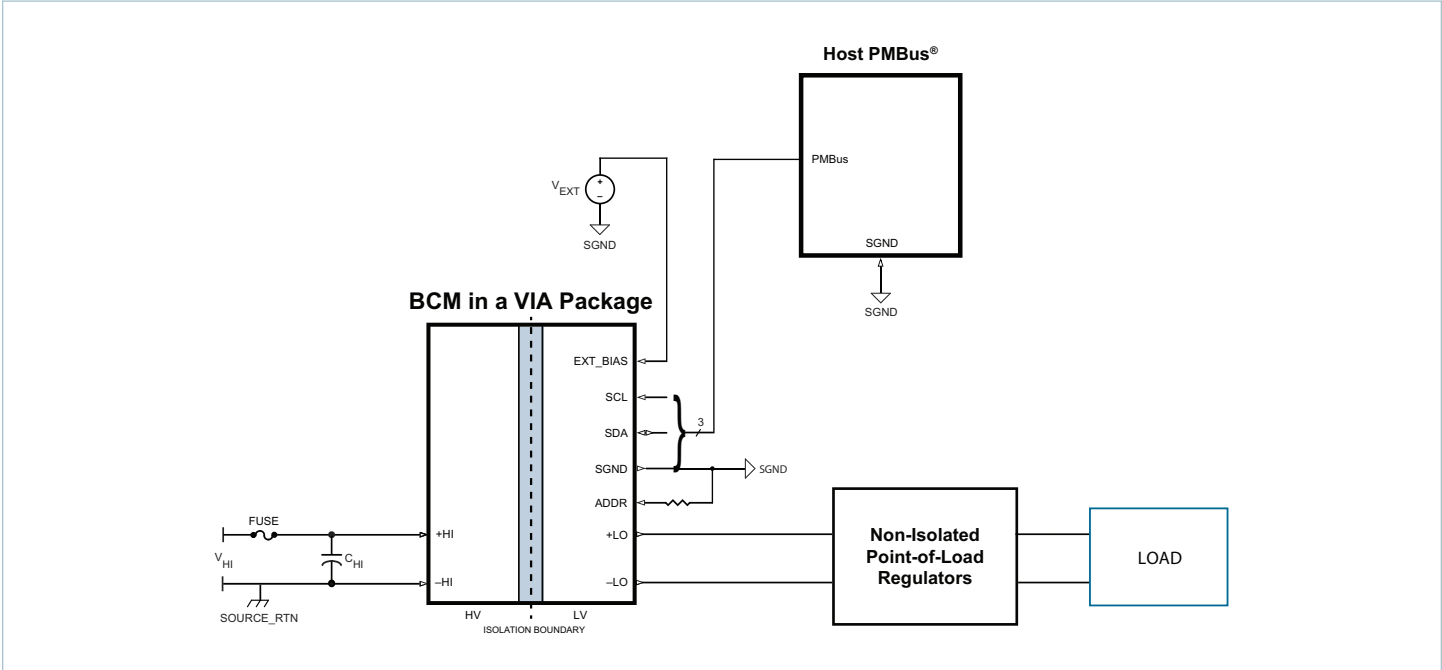 Host PMBus®
PMBus
V EXT
+
–
SGND
SGND
SGND
BCM in a VIA Package
EXT_BIAS
SCL
3
SDA
SGND
SGND
ADDR
FUSE
+HI
+LO
Non-Isolated
Point-of-Load
Regulators
LOAD
V HI
C HI
–HI
–LO
SOURCE_RTN
HV
LV
ISOLATION BOUNDARY